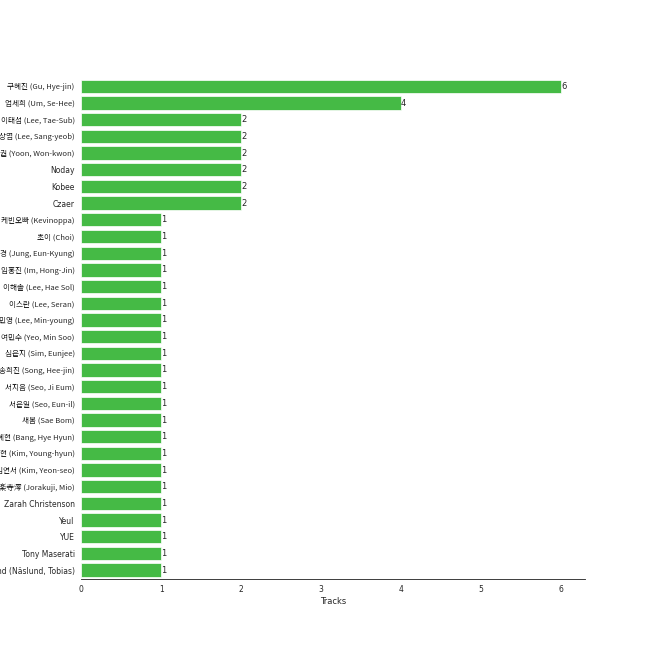 구혜진 (Gu, Hye-jin)
6
엄세희 (Um, Se-Hee)
4
이태섭 (Lee, Tae-Sub)
2
상엽 (Lee, Sang-yeob)
2
권 (Yoon, Won-kwon)
2
Noday
2
Kobee
2
Czaer
2
케빈오빠 (Kevinoppa)
1
초이 (Choi)
1
경 (Jung, Eun-Kyung)
1
임홍진 (Im, Hong-Jin)
1
이해솔 (Lee, Hae Sol)
1
이스란 (Lee, Seran)
1
민영 (Lee, Min-young)
1
여민수 (Yeo, Min Soo)
1
심은지 (Sim, Eunjee)
1
송희진 (Song, Hee-jin)
1
서지음 (Seo, Ji Eum)
1
서은일 (Seo, Eun-il)
1
새봄 (Sae Bom)
1
혜현 (Bang, Hye Hyun)
1
현 (Kim, Young-hyun)
1
김연서 (Kim, Yeon-seo)
1
楽寺澪 (Jorakuji, Mio)
1
Zarah Christenson
1
Yeul
1
YUE
1
Tony Maserati
1
nd (Näslund, Tobias)
1
0 1 2 3 4 5 6
Tracks